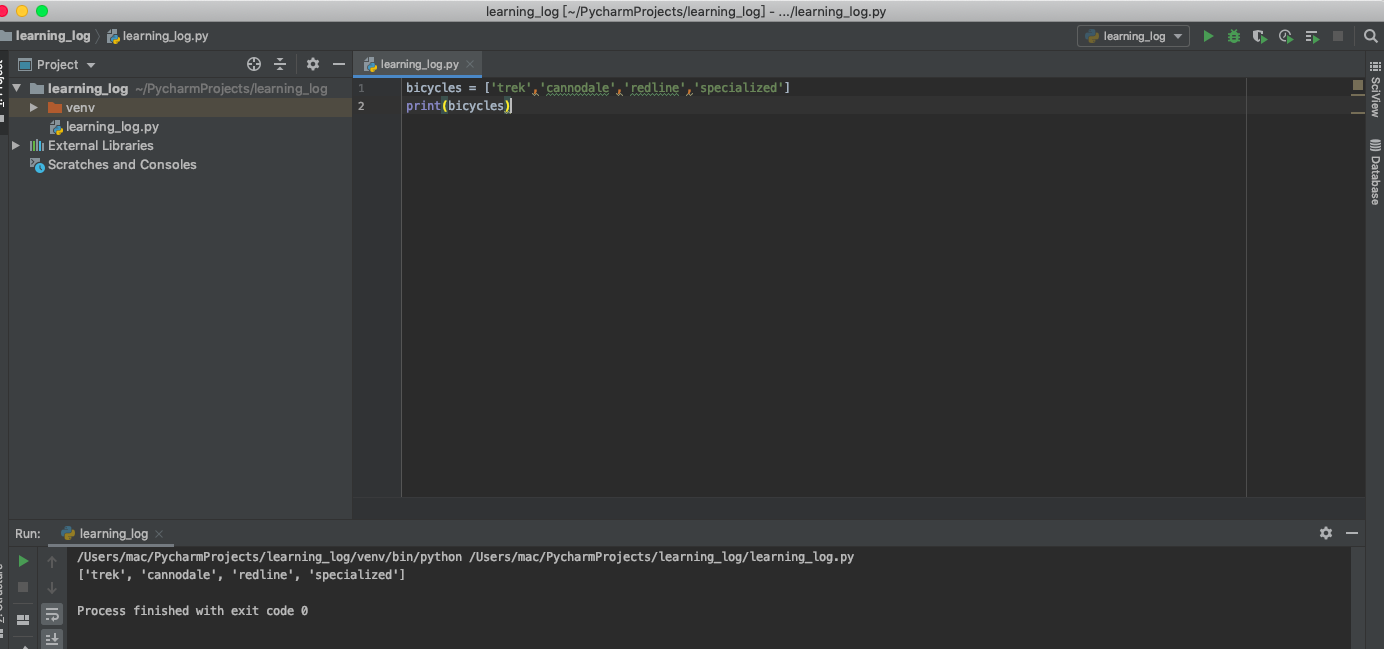 learning_log [~/PycharmProjects/learning_log] - .../learning_log.py
learning_log
learning_log.py
learning_log
Project
learning_log.py
learning_log ~/PycharmProjects/learning_log
venv
learning_log.py
External Libraries
Scratches and Consoles
1 bicycles = ['trek','cannodale','redline','specialized']
2 print(bicycles)
SciView
Database
Run:
learning_log
/Users/mac/PycharmProjects/learning_log/venv/bin/python /Users/mac/PycharmProjects/learning_log/learning_log.py
['trek', 'cannodale', 'redline', 'specialized']
Process finished with exit code 0